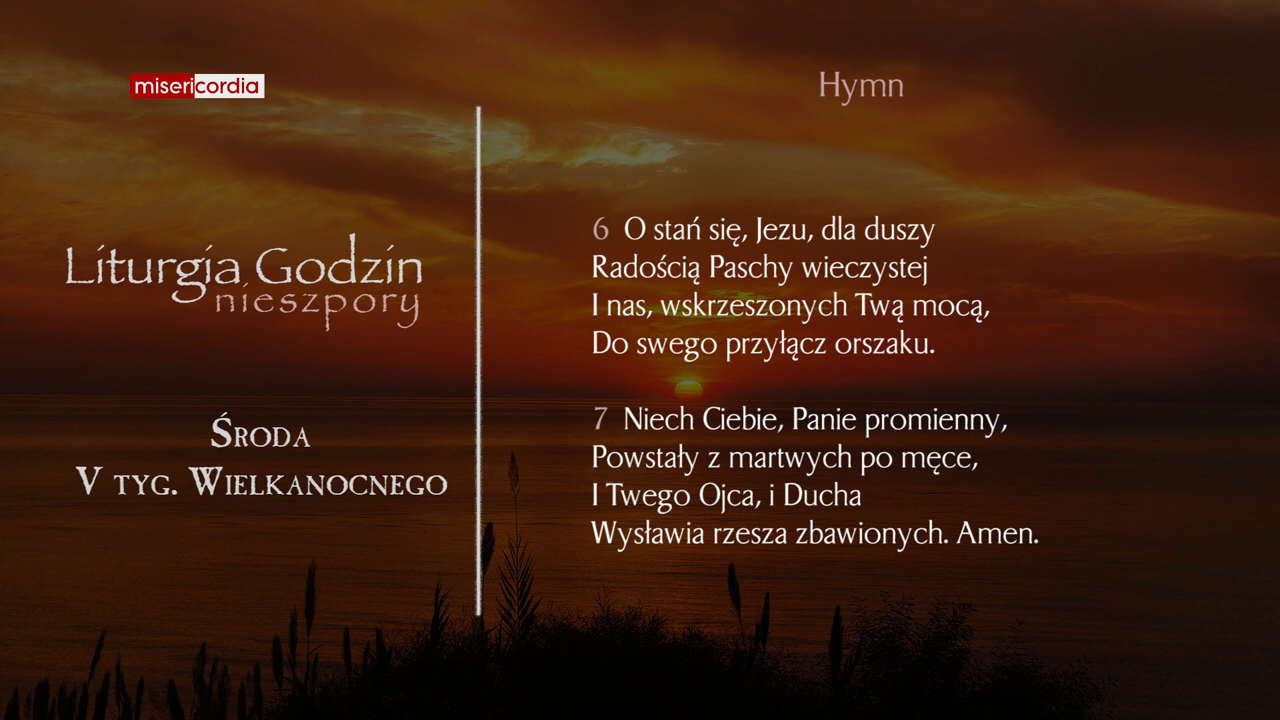 misericordia
Hymn
Liturgia Godzin
nieszpory
Środa
V tyg. Wielkanocnego
6 O stań się, Jezu, dla duszy
Radością Paschy wieczystej
I nas, wskrzeszonych Twą mocą,
Do swego przyłącz orszaku.
7 Niech Ciebie, Panie promienny,
Powstały z martwych po męce,
I Twego Ojca, i Ducha
Wysławia rzesza zbawionych. Amen.